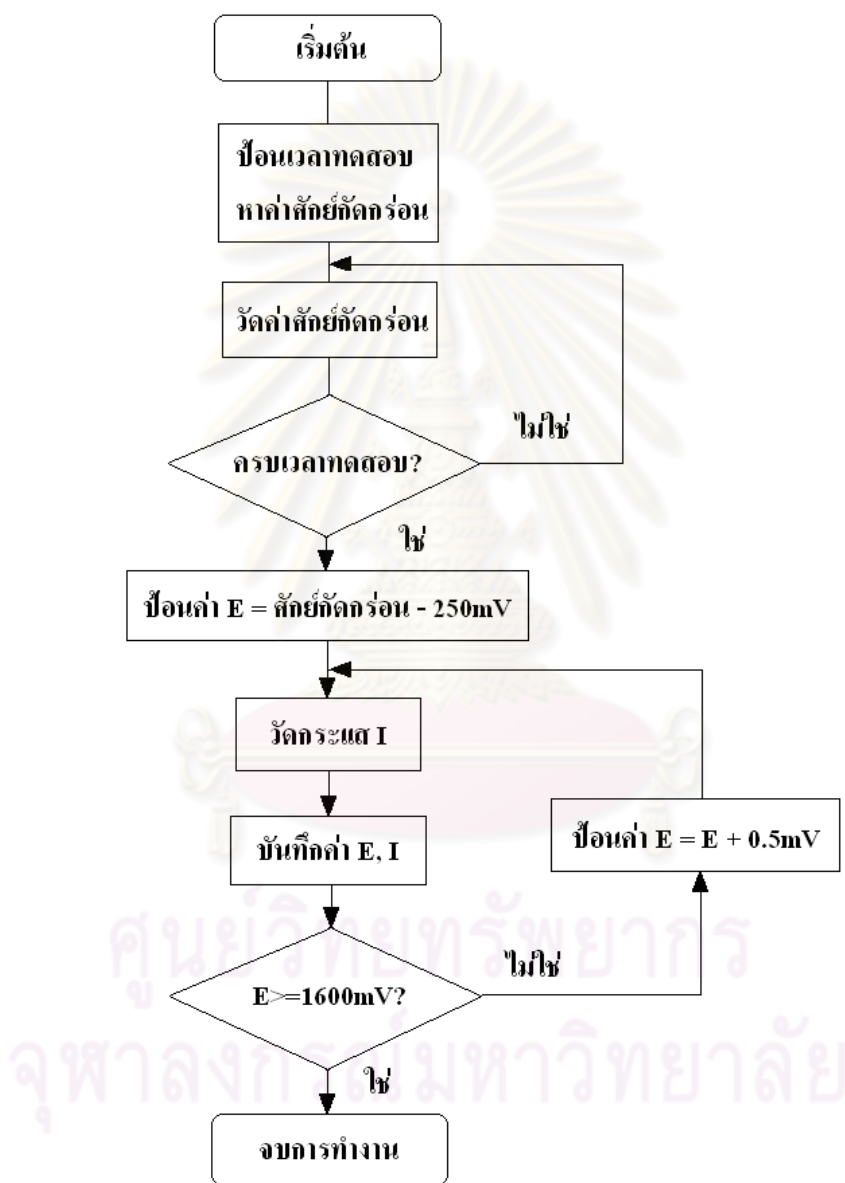 เริ่มต้น
ป้อนเวลาทดสอบ
หาค่าศักย์กัดกร่อน
วัดค่าศักย์กัดกร่อน
ไม่ใช่
ครบเวลาทดสอบ?
ใช่
ป้อนค่า E = ศักย์กัดกร่อน - 250mV
วัดกระแส I
ป้อนค่า E = E + 0.5mV
บันทึกค่า E, I
ไม่ใช่
E>=1600mV?
ใช่
จบการทำงาน
ศูนย์วิทยทรัพยากร
จุฬาลงกรณ์มหาวิทยาลัย